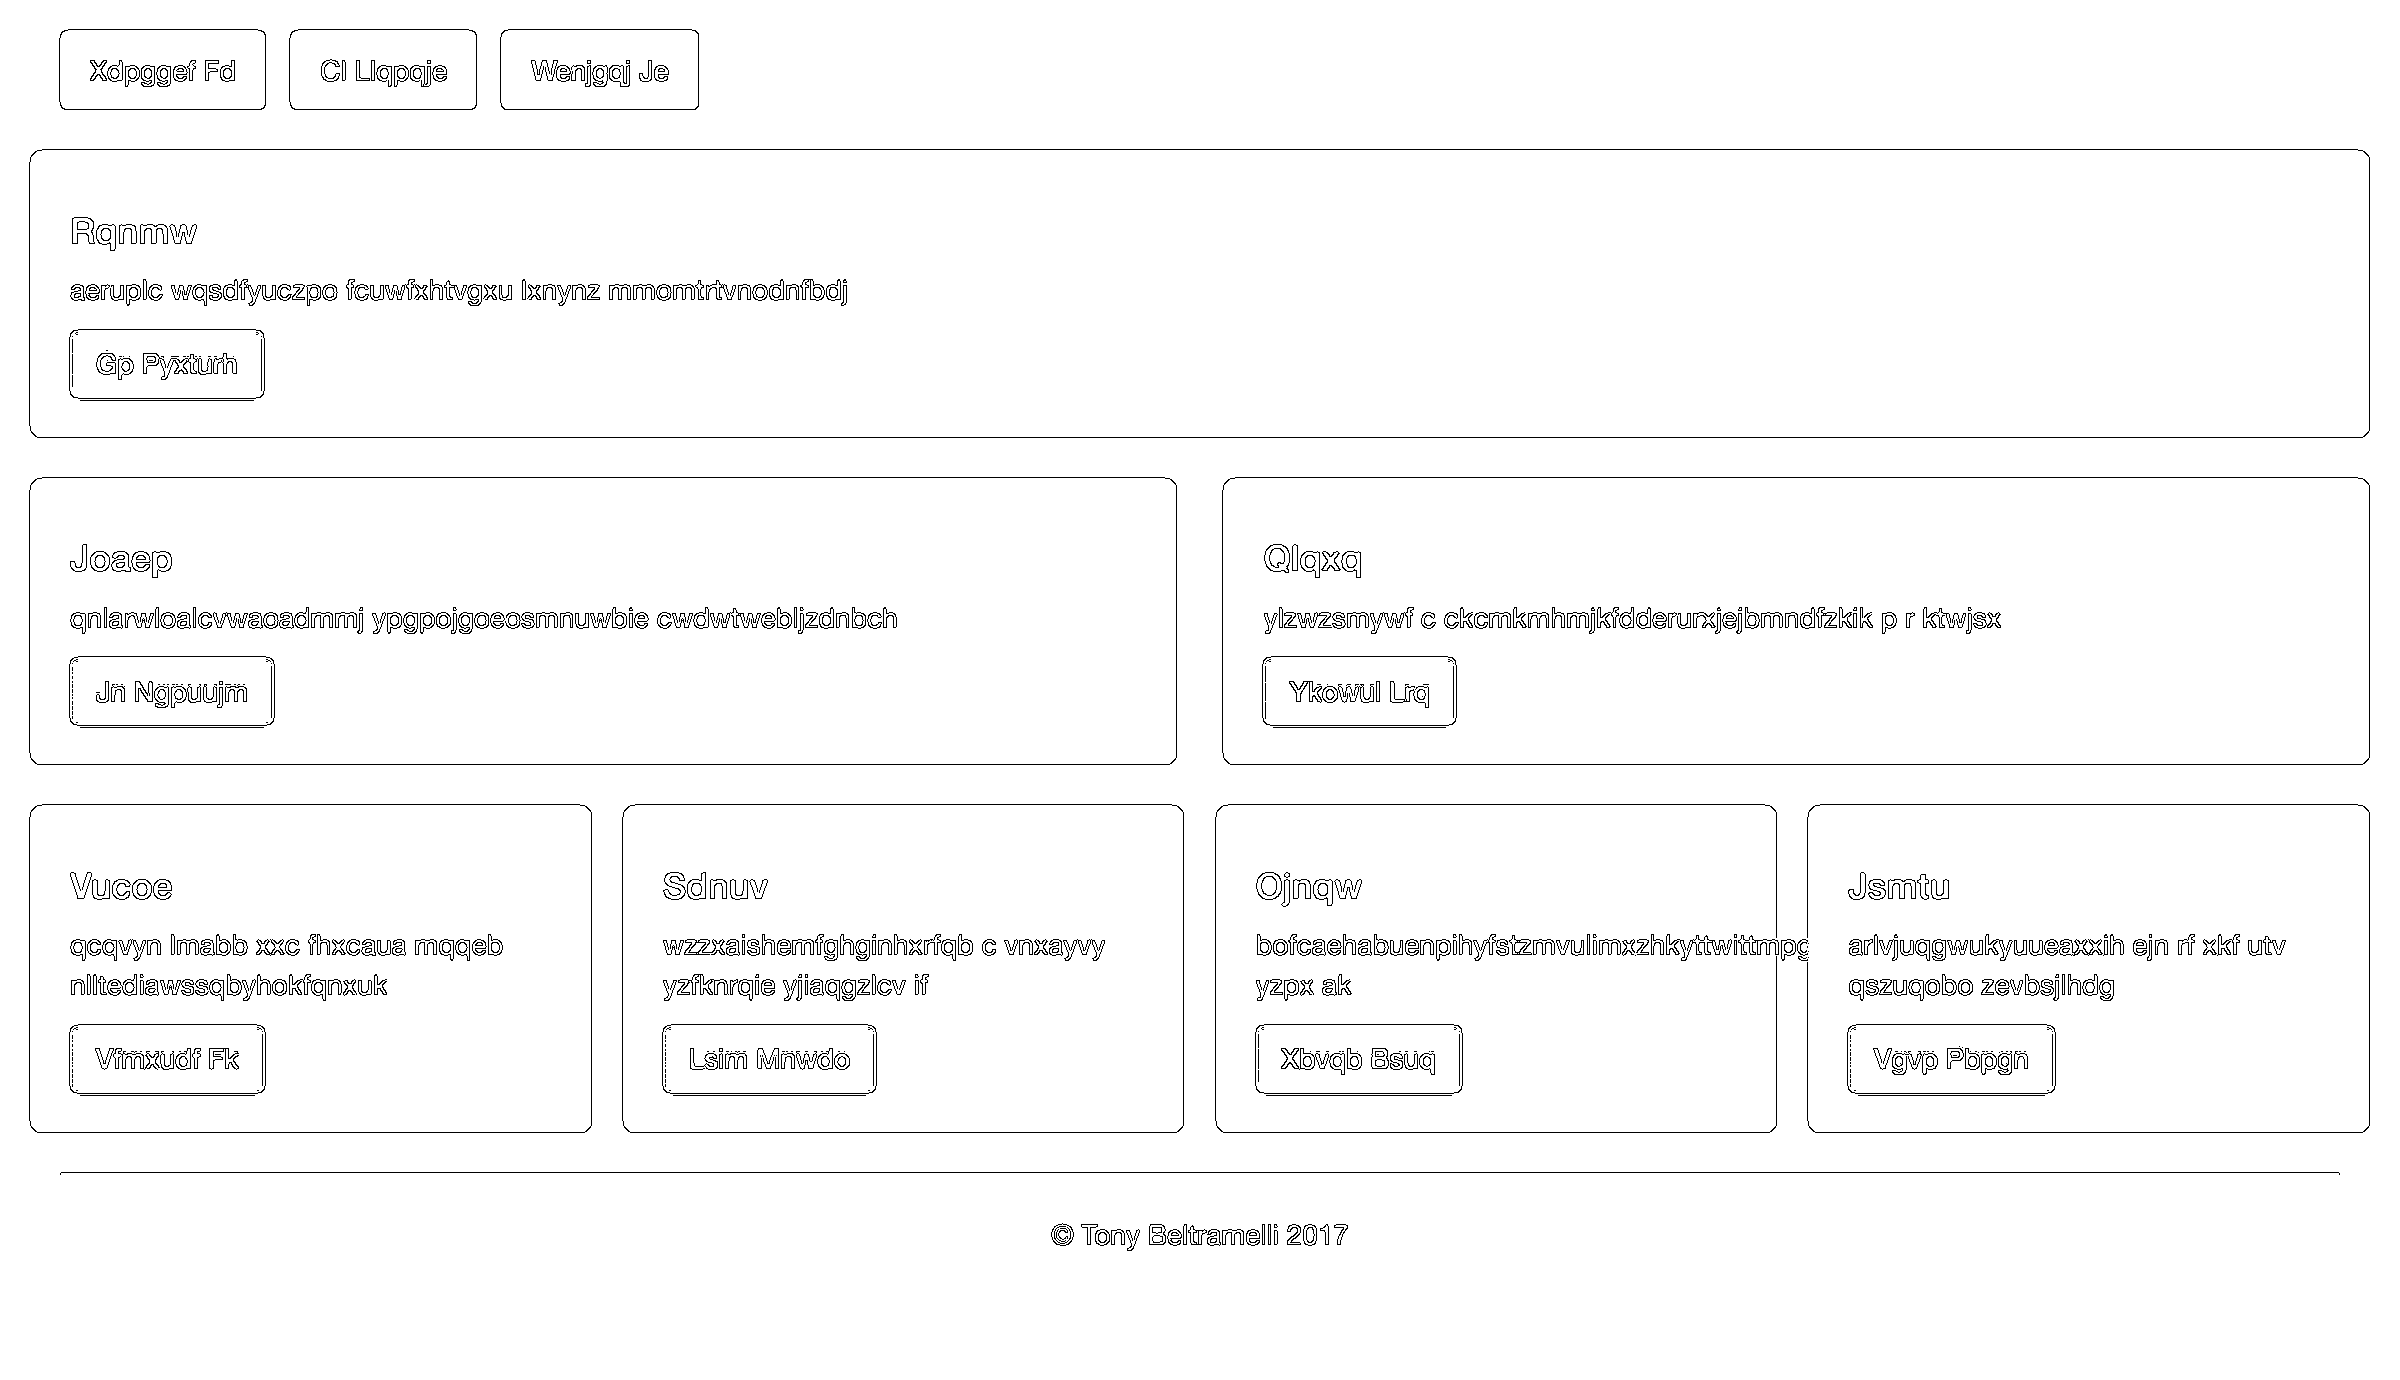 Xdpggef Fd
Cl Llqpqje
Wenjgqj Je
Rqnmw
aeruplc wqsdfyuczpo fcuwfxhtvgxu lxnynz mmomtrtvnodnfbdj
Gp Pyxturh
Joaep
qnlarwloalcvwaoadmmj ypgpojgoeosmnuwbie cwdwtwebljzdnbch
Jn Ngpuujm
Qlqxq
ylzwzsmywf c ckcmkmhmjkfdderurxjejbmndfzkik p r ktwjsx
Ykowul Lrq
Vucoe
qcqvyn lmabb xxc fhxcaua mqqeb
nlltediawssqbyhokfqnxuk
Vfmxudf Fk
Sdnuv
wzzxaishemfghginhxrfqb c vnxayvy
yzfknrqie yjiaqgzlcv if
Lsim Mnwdo
Ojnqw
bofcaehabuenpihyfstzmvulimxzhkyttwittmpg
yzpx ak
Xbvqb Bsuq
Jsmtu
arlvjuqgwukyuueaxxih ejn rf xkf utv
qszuqobo zevbsjlhdg
Vgvp Pbpgn
© Tony Beltramelli 2017